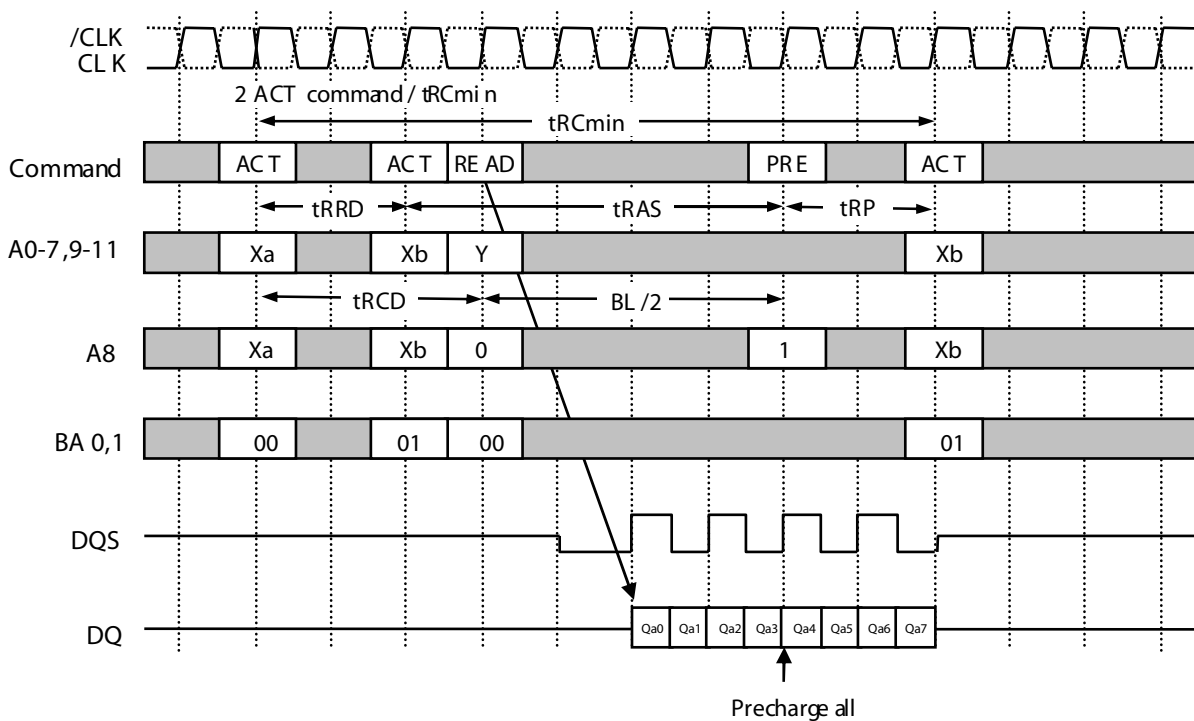 /CLK
CLK
2 ACT command / tRCmin
tRCmin
Command ACT ACT READ PRE ACT
tRRD tRAS tRP
A0-7,9-11 Xa Xb Y Xb
tRCD BL /2
A8 Xa Xb 0 1 Xb
BA 0,1 00 01 00 01
DQS
DQ Qa0 Qa1 Qa2 Qa3 Qa4 Qa5 Qa6 Qa7
Precharge all